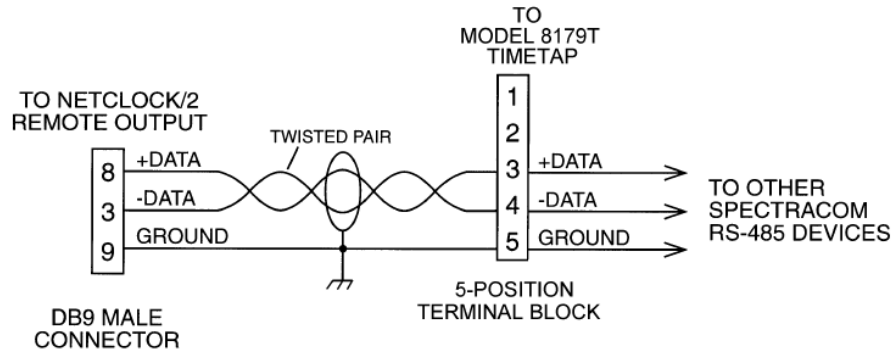 TO
MODEL 8179T
TIMETAP
TO NETCLOCK/2
REMOTE OUTPUT
TWISTED PAIR
8
+DATA
3
-DATA
9
GROUND
1
2
3
+DATA
4
-DATA
5
GROUND
TO OTHER
SPECTRACOM
RS-485 DEVICES
DB9 MALE
CONNECTOR
5-POSITION
TERMINAL BLOCK